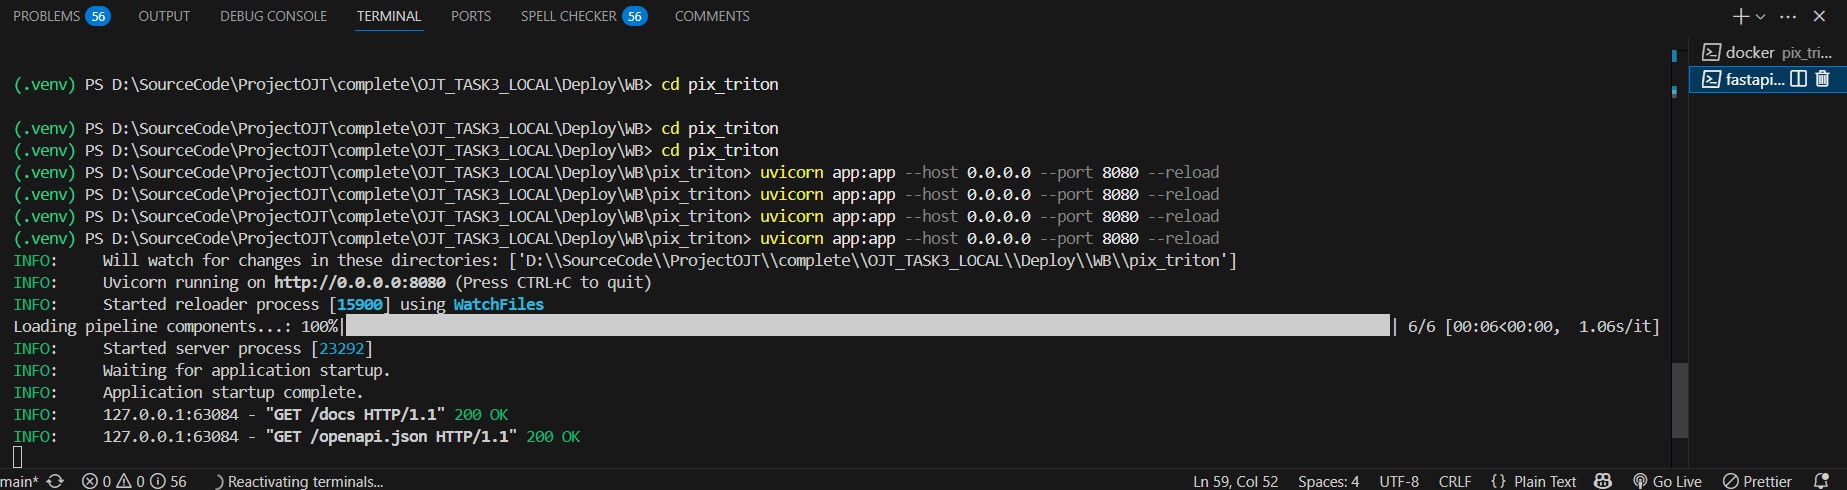 PROBLEMS 56 OUTPUT DEBUG CONSOLE TERMINAL PORTS SPELL CHECKER 56 COMMENTS
docker pix_tri...
fastapi...
(.venv) PS D:\SourceCode\ProjectOJT\complete\OJT_TASK3_LOCAL\Deploy\WB> cd pix_triton
(.venv) PS D:\SourceCode\ProjectOJT\complete\OJT_TASK3_LOCAL\Deploy\WB> cd pix_triton
(.venv) PS D:\SourceCode\ProjectOJT\complete\OJT_TASK3_LOCAL\Deploy\WB> cd pix_triton
(.venv) PS D:\SourceCode\ProjectOJT\complete\OJT_TASK3_LOCAL\Deploy\WB\pix_triton> uvicorn app:app --host 0.0.0.0 --port 8080 --reload
(.venv) PS D:\SourceCode\ProjectOJT\complete\OJT_TASK3_LOCAL\Deploy\WB\pix_triton> uvicorn app:app --host 0.0.0.0 --port 8080 --reload
(.venv) PS D:\SourceCode\ProjectOJT\complete\OJT_TASK3_LOCAL\Deploy\WB\pix_triton> uvicorn app:app --host 0.0.0.0 --port 8080 --reload
(.venv) PS D:\SourceCode\ProjectOJT\complete\OJT_TASK3_LOCAL\Deploy\WB\pix_triton> uvicorn app:app --host 0.0.0.0 --port 8080 --reload
INFO: Will watch for changes in these directories: ['D:\\SourceCode\\ProjectOJT\\complete\\OJT_TASK3_LOCAL\\Deploy\\WB\\pix_triton']
INFO: Uvicorn running on http://0.0.0.0:8080 (Press CTRL+C to quit)
INFO: Started reloader process [15900] using WatchFiles
Loading pipeline components...: 100%| | 6/6 [00:06<00:00, 1.06s/it]
INFO: Started server process [23292]
INFO: Waiting for application startup.
INFO: Application startup complete.
INFO: 127.0.0.1:63084 - "GET /docs HTTP/1.1" 200 OK
INFO: 127.0.0.1:63084 - "GET /openapi.json HTTP/1.1" 200 OK
main* 0 0 56 Reactivating terminals... Ln 59, Col 52 Spaces: 4 UTF-8 CRLF {} Plain Text Go Live Prettier